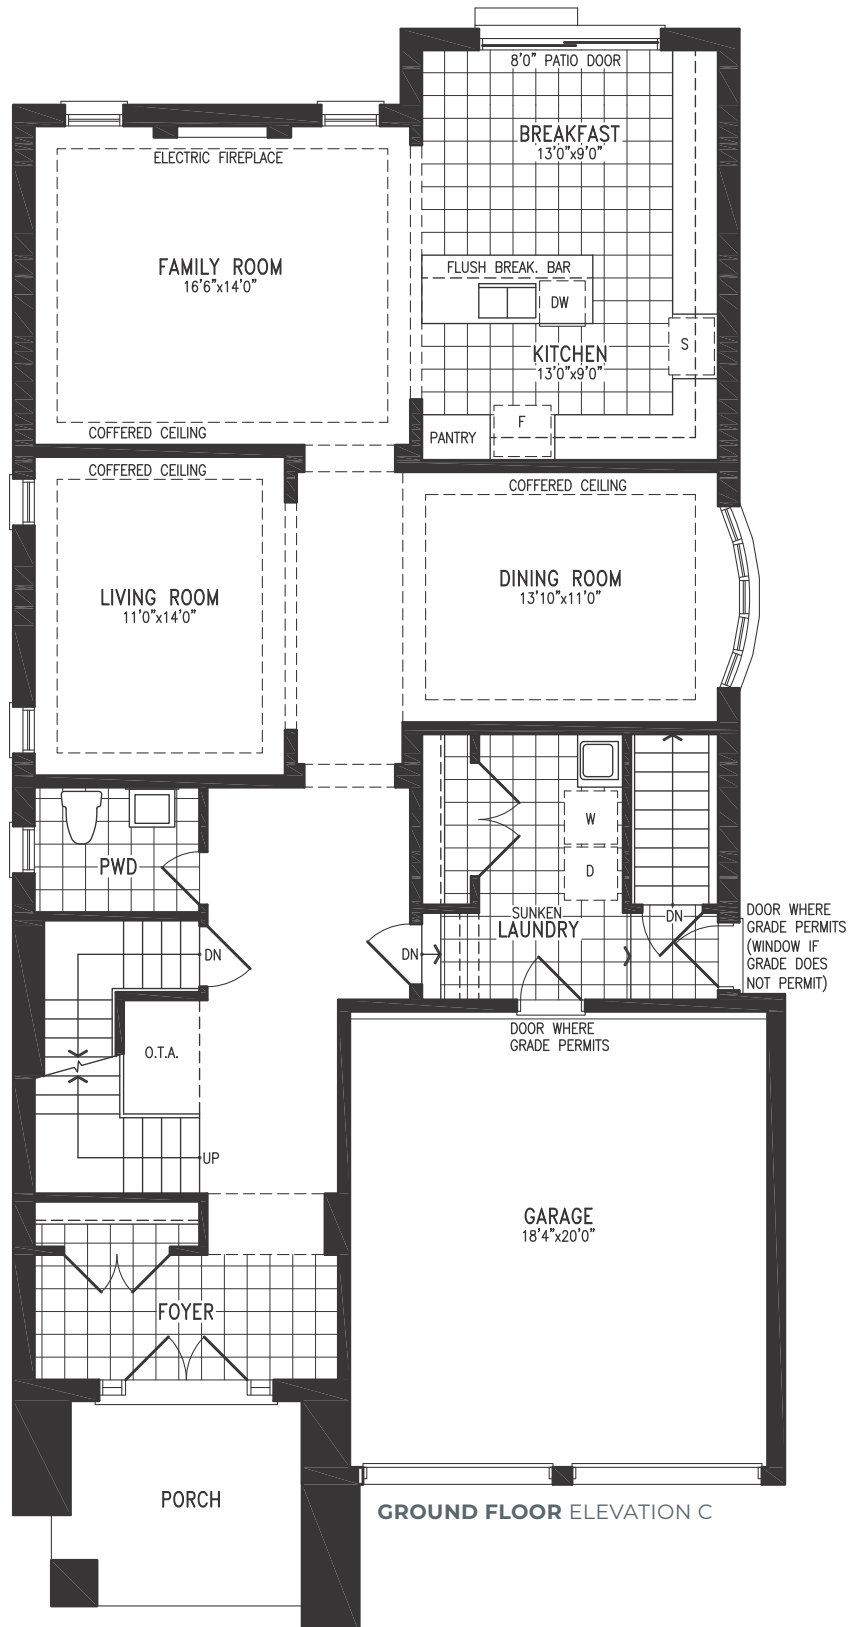 8'0" PATIO DOOR
BREAKFAST
13'0"x9'0"
ELECTRIC FIREPLACE
FAMILY ROOM
16'6"x14'0"
FLUSH BREAK. BAR
DW
S
KITCHEN
13'0"x9'0"
F
PANTRY
COFFERED CEILING
COFFERED CEILING
COFFERED CEILING
LIVING ROOM
11'0"x14'0"
DINING ROOM
13'10"x11'0"
W
D
PWD
SUNKEN
LAUNDRY
DN
DN
DN
DOOR WHERE
GRADE PERMITS
(WINDOW IF
GRADE DOES
NOT PERMIT)
DOOR WHERE
GRADE PERMITS
O.T.A.
UP
GARAGE
18'4"x20'0"
FOYER
PORCH
GROUND FLOOR ELEVATION C